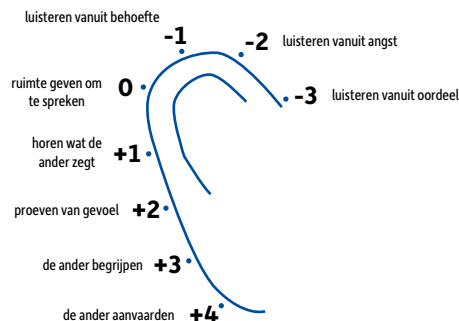 luisteren vanuit behoefte
-1
-2 luisteren vanuit angst
ruimte geven om
te spreken
0
-3 luisteren vanuit oordeel
horen wat de
ander zegt
+1
proeven van gevoel +2
de ander begrijpen +3
de ander aanvaarden +4